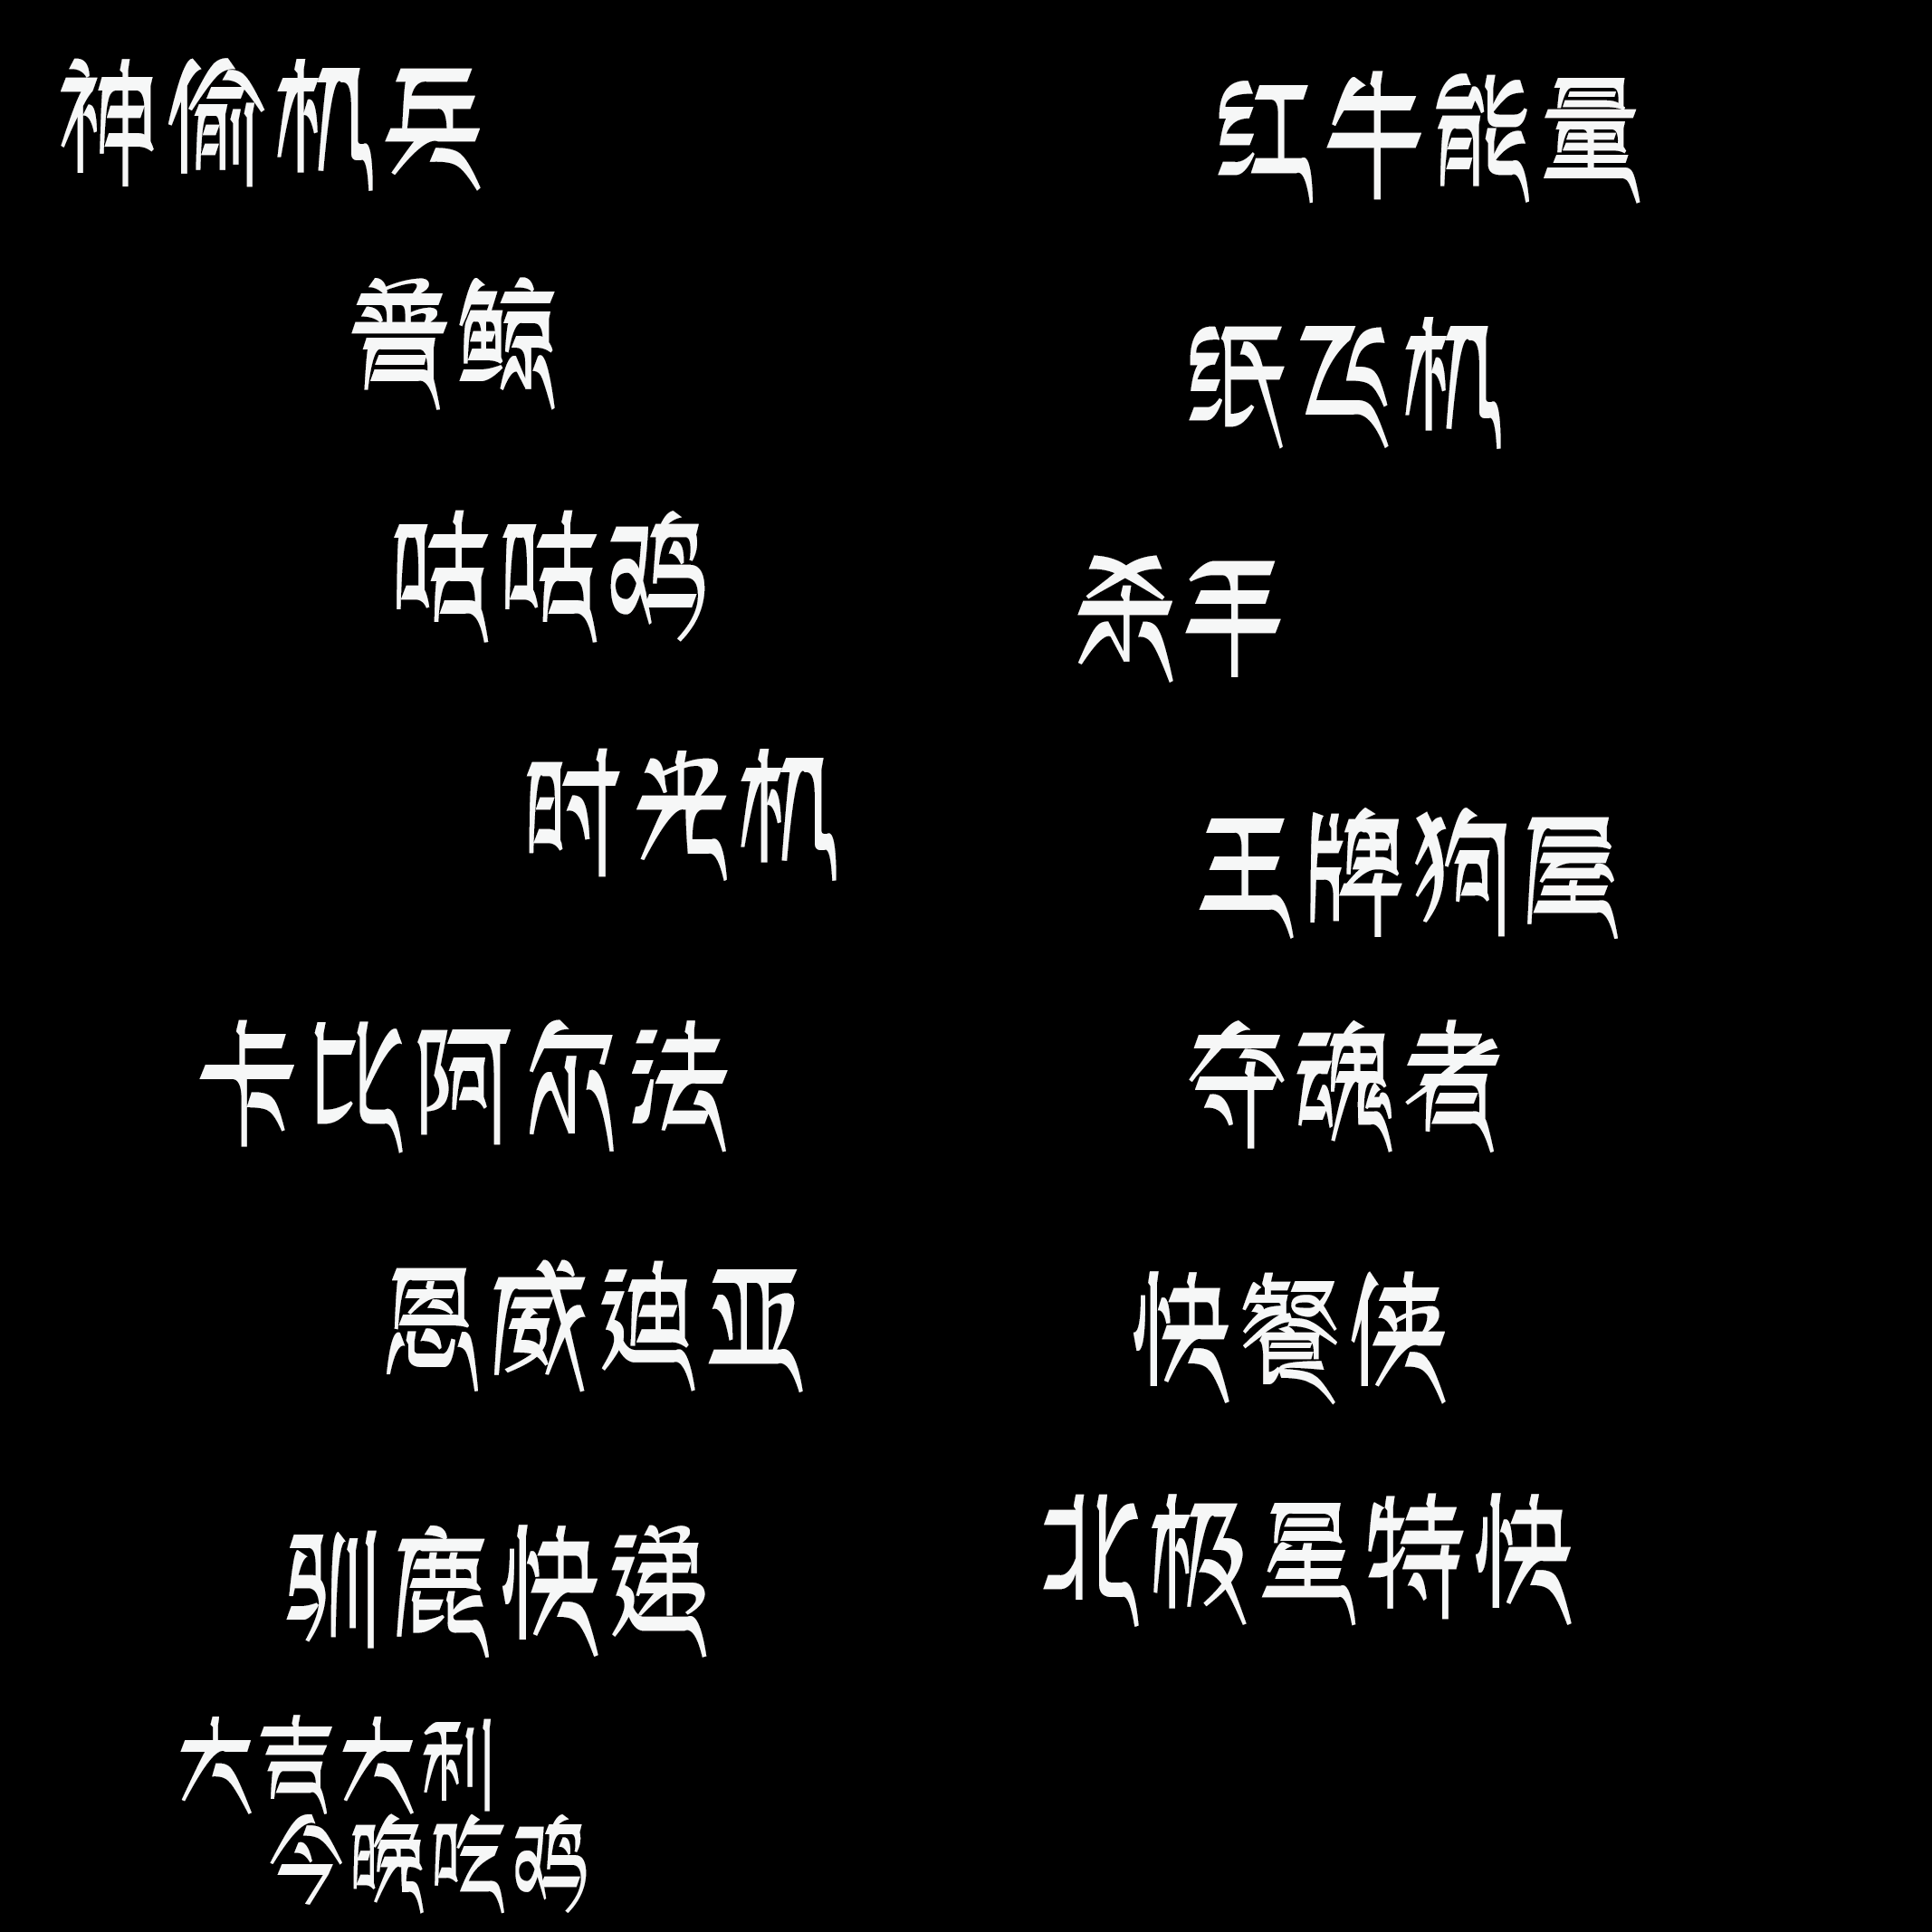 神偷机兵
红牛能量
普鲸
纸飞机
咕咕鸡
杀手
时光机
王牌狗屋
卡比阿尔法
夺魂者
恩威迪亚
快餐侠
驯鹿快递
北极星特快
大吉大利
今晚吃鸡